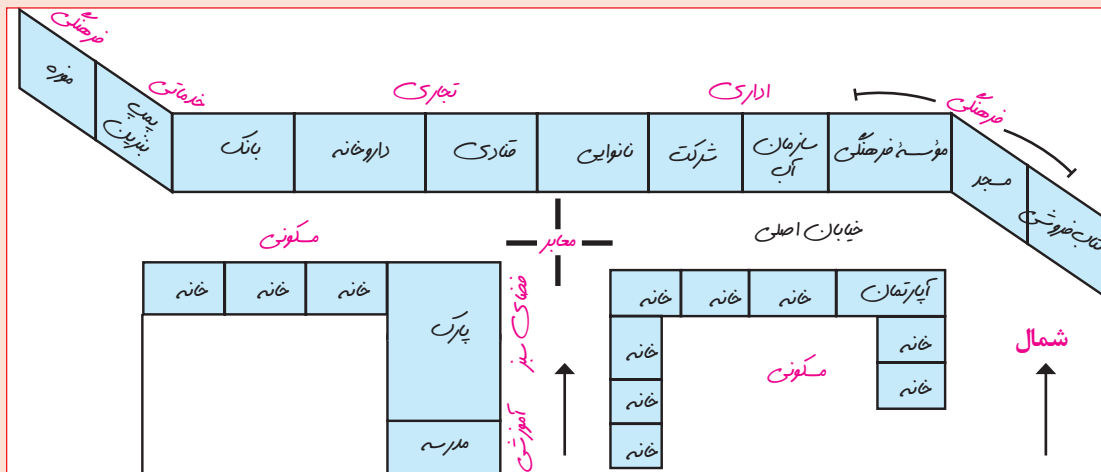 فرهنگی
خدماتی
تجاری
اداری
فرهنگی
کتاب فروشی
مسجد
مؤسسهٔ فرهنگی
سازمان آب
شرکت
نانوایی
قنادی
داروخانه
بانک
پمپ بنزین
موزه
خیابان اصلی
معابر
مسکونی
آپارتمان
خانه
خانه
خانه
خانه
خانه
خانه
خانه
خانه
مسکونی
شمال
خانه
فضای سبز
آموزشی
پارک
خانه
خانه
خانه
مدرسه